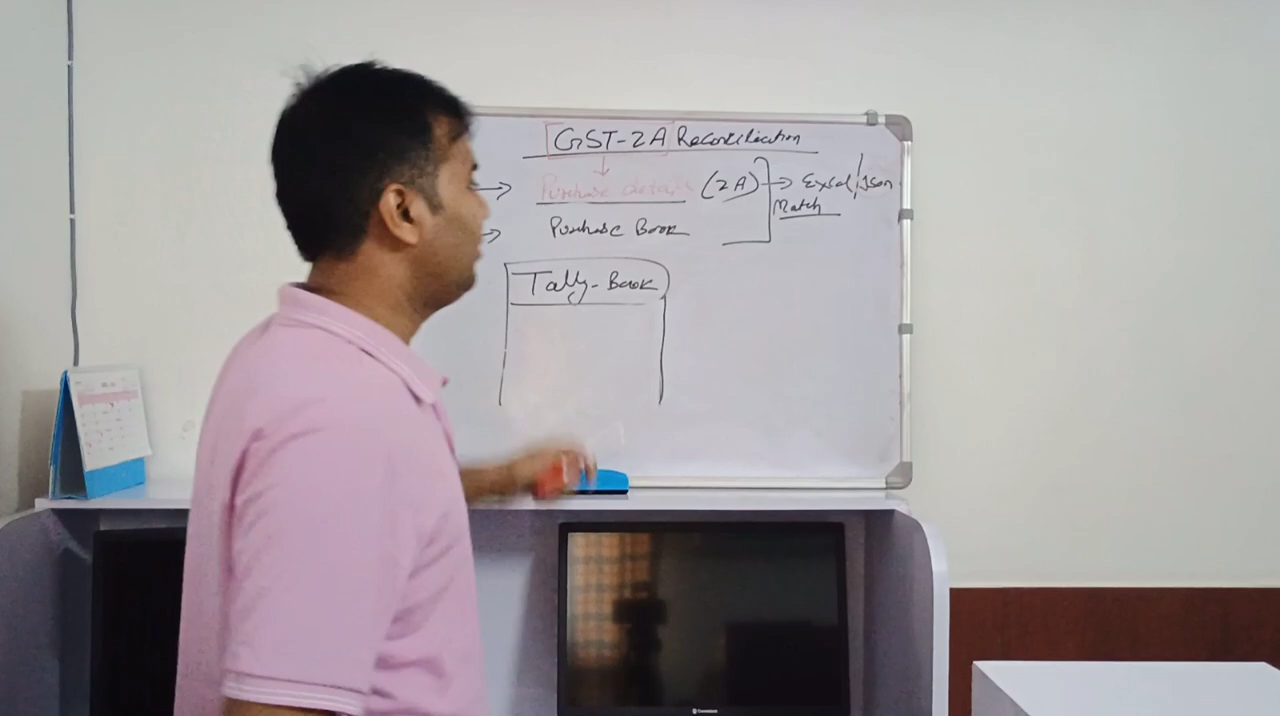 GST-2A Reconciliation
→ Purchase details (2A) → Excel/Json
Match
→ Purchase Book
Tally-Book